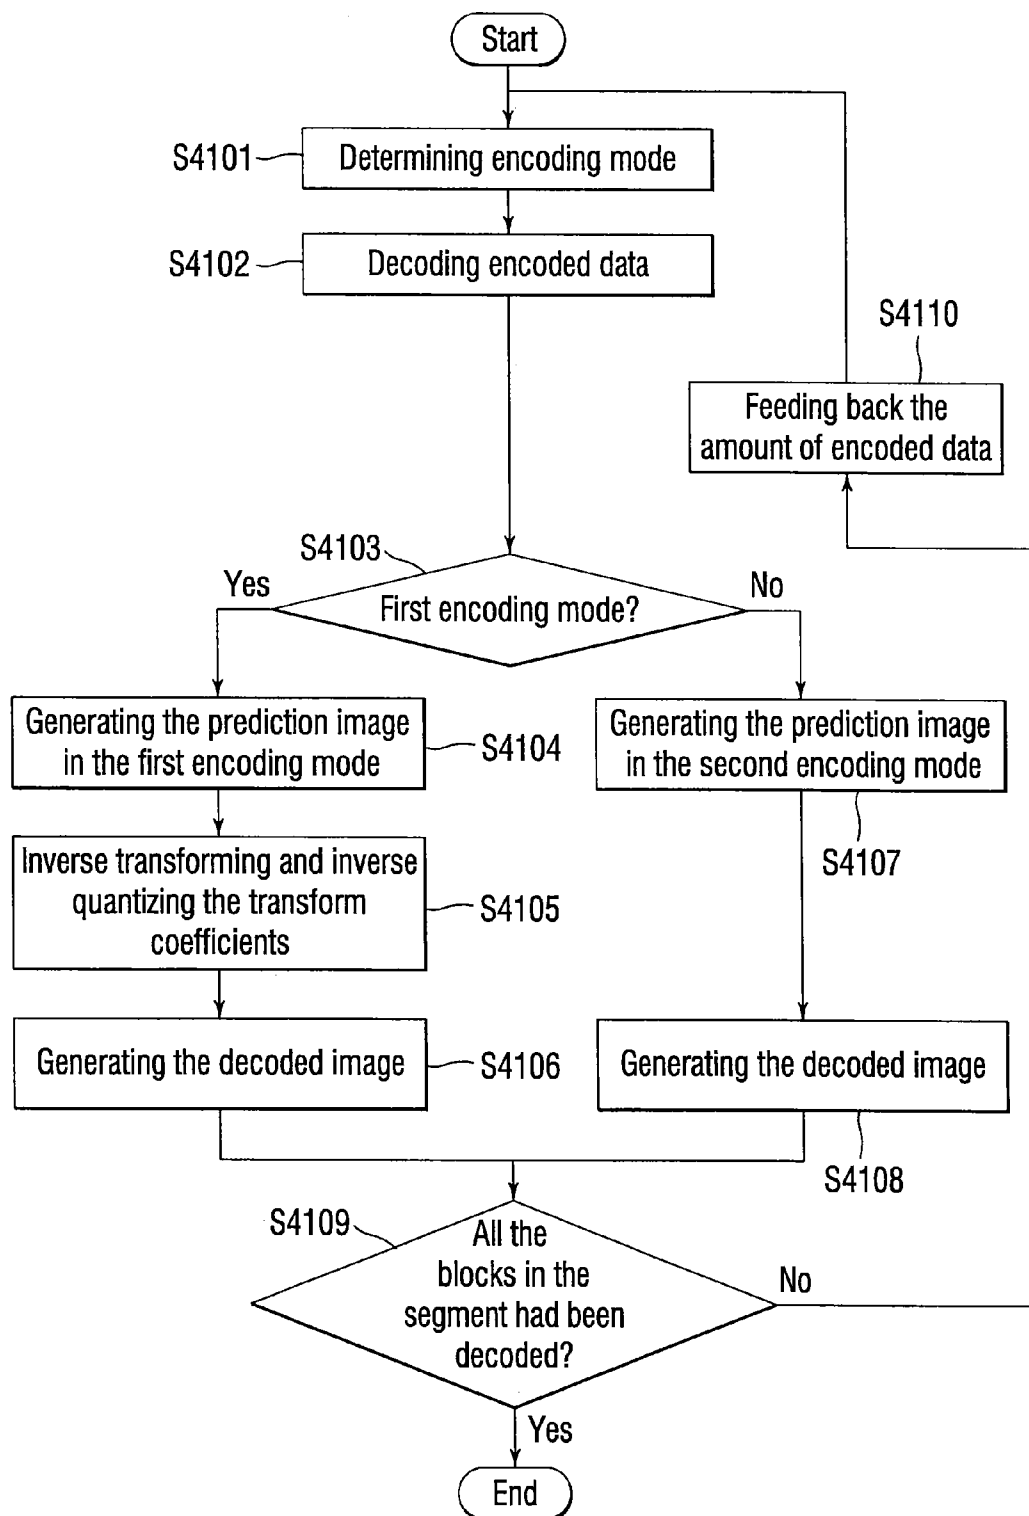 Start
S4101
Determining encoding mode
S4102
Decoding encoded data
S4110
Feeding back the
amount of encoded data
S4103
Yes
No
First encoding mode?
Generating the prediction image
in the first encoding mode
S4104
Generating the prediction image
in the second encoding mode
S4107
Inverse transforming and inverse
quantizing the transform
coefficients
S4105
Generating the decoded image
S4106
Generating the decoded image
S4108
S4109
All the
blocks in the
segment had been
decoded?
No
Yes
End